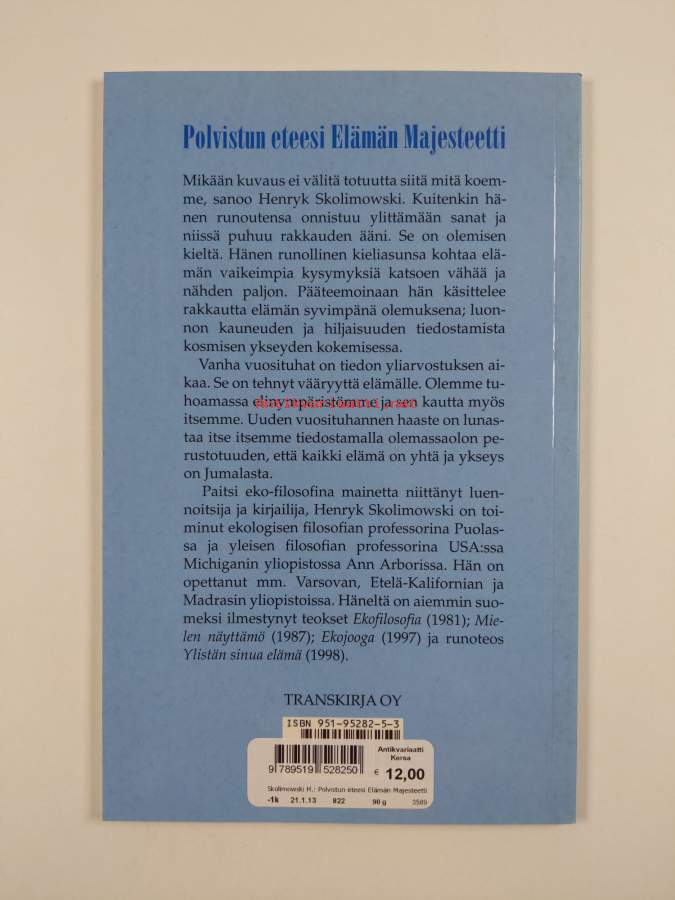 Polvistun eteesi Elämän Majesteetti
Mikään kuvaus ei välitä totuutta siitä mitä koem-
me, sanoo Henryk Skolimowski. Kuitenkin hä-
nen runoutensa onnistuu ylittämään sanat ja
niissä puhuu rakkauden ääni. Se on olemisen
kieltä. Hänen runollinen kieliasunsa kohtaa elä-
män vaikeimpia kysymyksiä katsoen vähää ja
nähden paljon. Pääteemoinaan hän käsittelee
rakkautta elämän syvimpänä olemuksena; luon-
non kauneuden ja hiljaisuuden tiedostamista
kosmisen ykseyden kokemisessa.
Vanha vuosituhat on tiedon yliarvostuksen ai-
kaa. Se on tehnyt vääryyttä elämälle. Olemme tu-
hoamassa elinympäristömme ja sen kautta myös
itsemme. Uuden vuosituhannen haaste on lunas-
taa itse itsemme tiedostamalla olemassaolon pe-
rustotuuden, että kaikki elämä on yhtä ja ykseys
on Jumalasta.
Paitsi eko-filosofina mainetta niittänyt luen-
noitsija ja kirjailija, Henryk Skolimowski on toi-
minut ekologisen filosofian professorina Puolas-
sa ja yleisen filosofian professorina USA:ssa
Michiganin yliopistossa Ann Arborissa. Hän on
opettanut mm. Varsovan, Etelä-Kalifornian ja
Madrasin yliopistoissa. Häneltä on aiemmin suo-
meksi ilmestynyt teokset Ekofilosofia (1981); Mie-
len näyttämö (1987); Ekojooga (1997) ja runoteos
Ylistän sinua elämä (1998).
TRANSKIRJA OY
ISBN 951-95282-5-3
Antikvariaatti
Kersa
9 789519 528250
€ 12,00
Skolimowski H.: Polvistun eteesi Elämän Majesteetti
-1k 21.1.13 822 90 g 3589